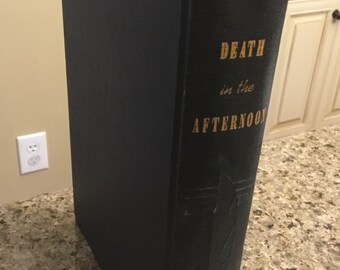 DEATH
in the
AFTERNOON